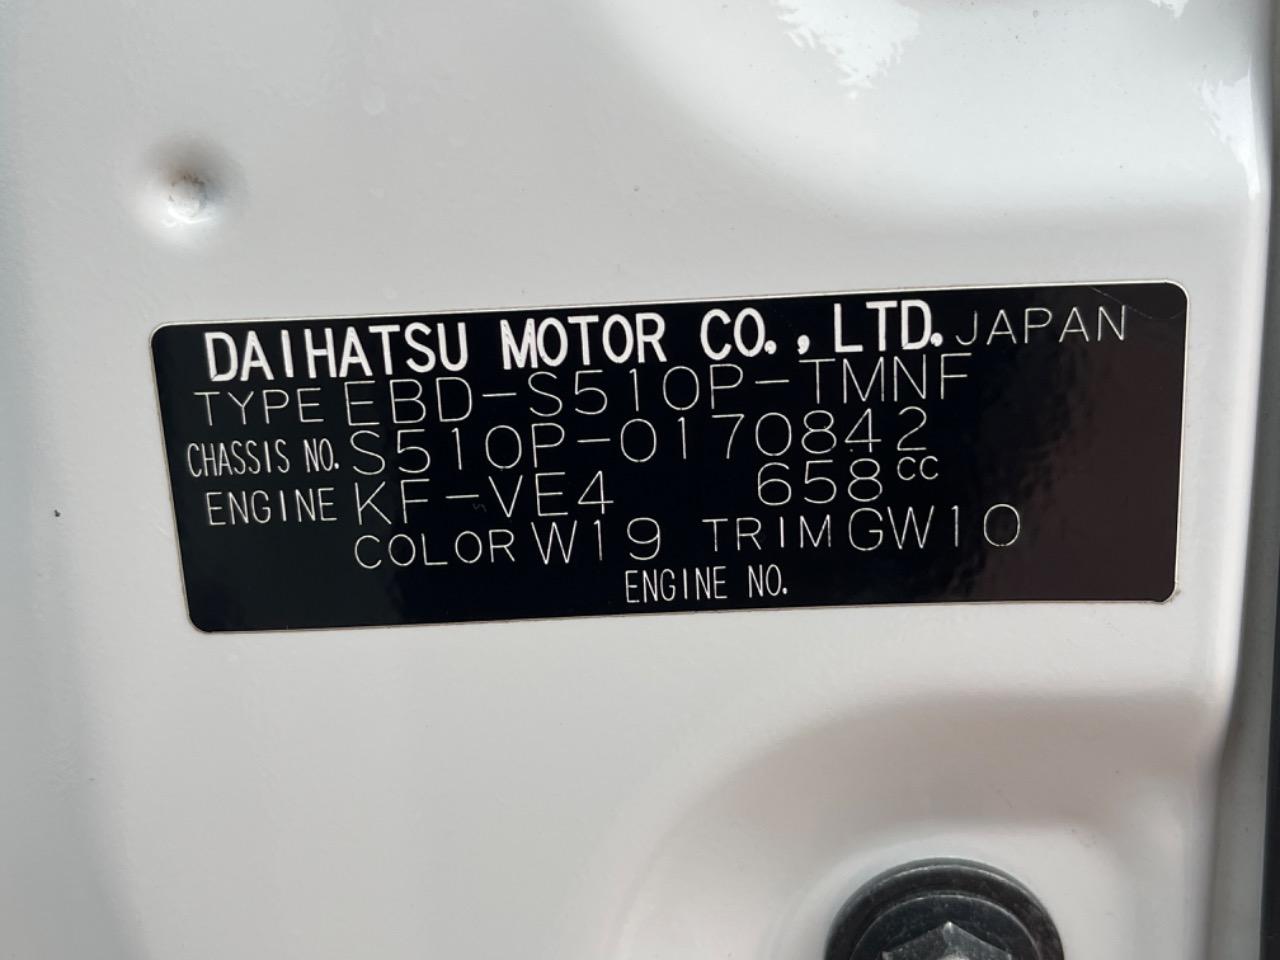 DAIHATSU MOTOR CO., LTD. JAPAN
TYPE EBD-S510P-TMNF
CHASSIS NO. S510P-0170842
ENGINE KF-VE4 658CC
COLOR W19 TRIM GW10
ENGINE NO.